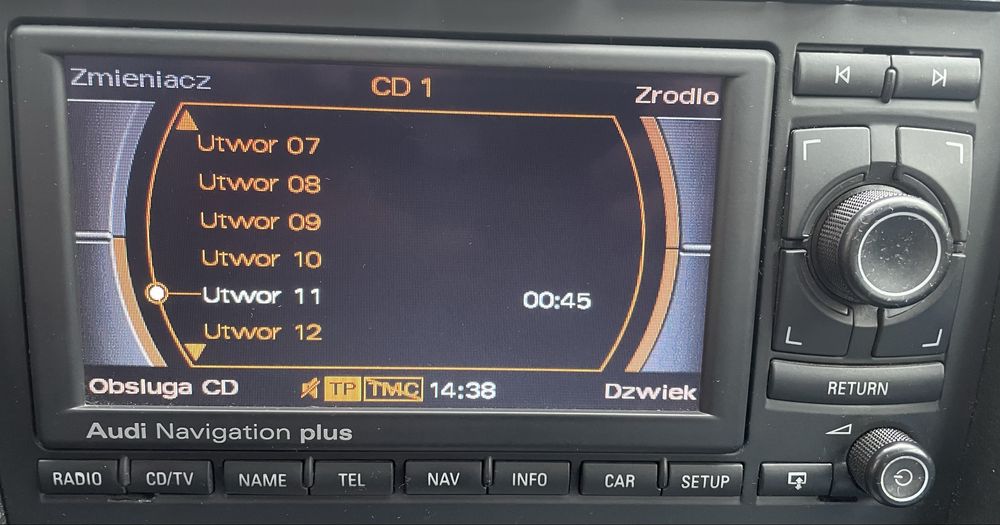 Zmieniacz
CD 1
Zrodlo
Utwor 07
Utwor 08
Utwor 09
Utwor 10
Utwor 11 00:45
Utwor 12
Obsluga CD
TP TMC 14:38
Dzwiek
RETURN
Audi Navigation plus
RADIO CD/TV NAME TEL NAV INFO CAR SETUP